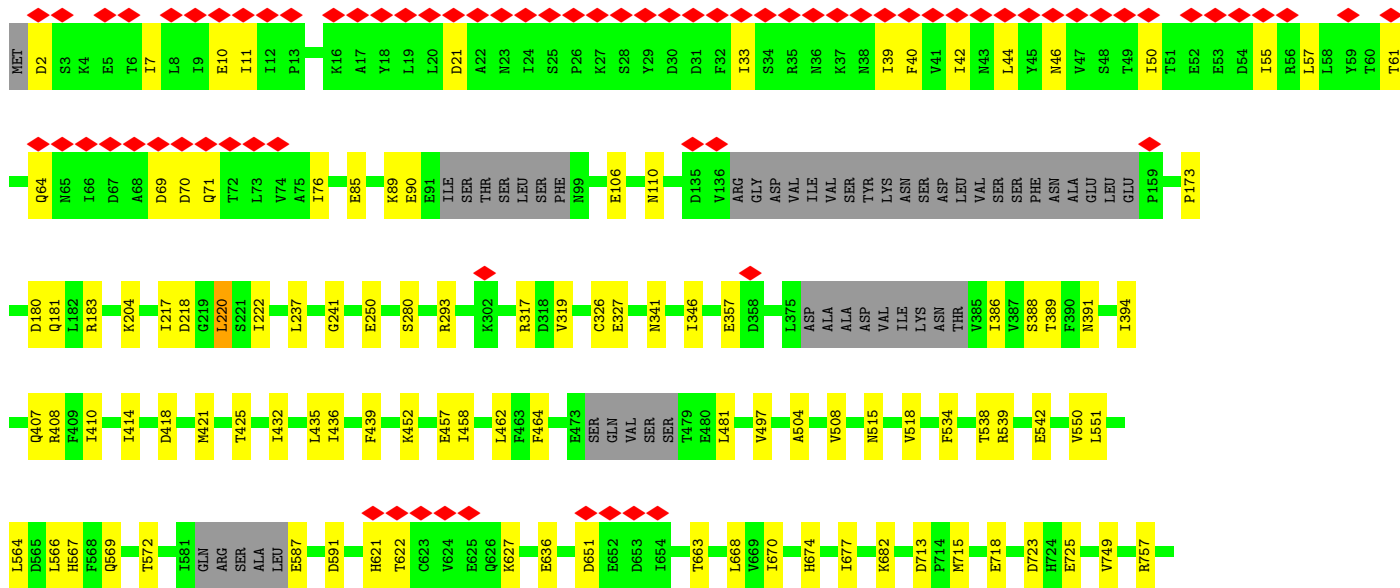 MET D2 S3 K4 E5 T6 I7 L8 I9 E10 I11 I12 P13 K16 A17 Y18 L19 L20 D21 A22 N23 I24 S25 P26 K27 S28 Y29 D30 D31 F32 I33 S34 R35 N36 K37 N38 I39 F40 V41 I42 N43 L44 Y45 N46 V47 S48 T49 I50 T51 E52 E53 D54 I55 R56 L57 L58 Y59 T60 T61
Q64 N65 I66 D67 A68 D69 D70 Q71 T72 L73 V74 A75 I76 E85 K89 E90 E91 ILE SER THR SER LEU SER PHE N99 E106 N110 D135 V136 ARG GLY ASP VAL ILE VAL SER TYR LYS ASN SER ASP LEU VAL SER SER PHE ASN ALA GLU LEU GLU P159 P173
D180 Q181 L182 R183 K204 I217 D218 G219 L220 S221 I222 L237 G241 E250 S280 R293 K302 R317 D318 V319 C326 E327 N341 I346 E357 D358 L375 ASP ALA ALA ASP VAL ILE LYS ASN THR V385 I386 V387 S388 T389 F390 N391 I394
Q407 R408 F409 I410 I414 D418 M421 T425 I432 L435 I436 F439 K452 E457 I458 L462 F463 F464 E473 SER GLN VAL SER SER T479 E480 L481 V497 A504 V508 N515 V518 F534 T538 R539 E542 V550 L551
L564 D565 L566 H567 F568 Q569 T572 I581 GLN ARG SER ALA LEU E587 D591 H621 T622 C623 V624 E625 Q626 K627 E636 D651 E652 D653 I654 T663 L668 V669 I670 H674 I677 K682 D713 P714 M715 E718 D723 H724 E725 V749 R757